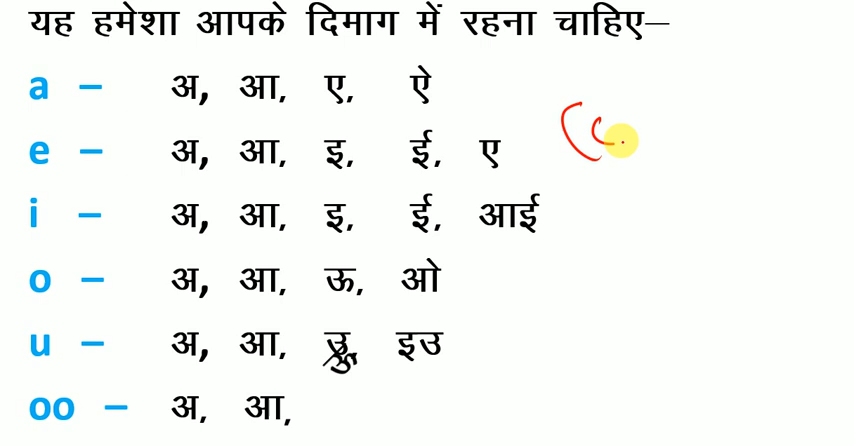 यह हमेशा आपके दिमाग में रहना चाहिए–
a – अ, आ, ए, ऐ
e – अ, आ, इ, ई, ए
i – अ, आ, इ, ई, आई
o – अ, आ, ऊ, ओ
u – अ, आ, उ, इउ
oo – अ, आ,